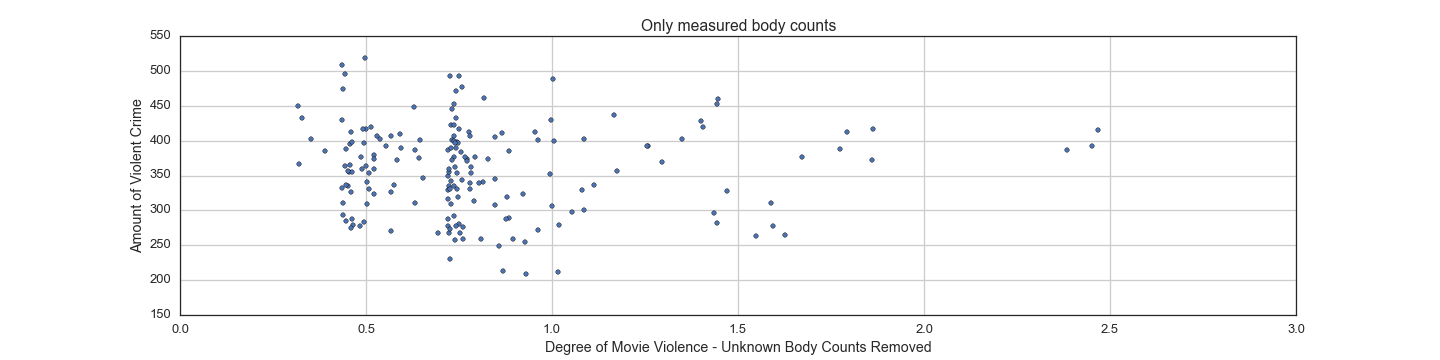 Only measured body counts
550
500
450
400
350
300
250
200
150
Amount of Violent Crime
0.0 0.5 1.0 1.5 2.0 2.5 3.0
Degree of Movie Violence - Unknown Body Counts Removed